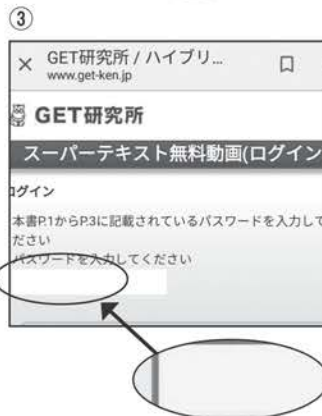 ③
× GET研究所 / ハイブリ...
www.get-ken.jp
GET研究所
スーパーテキスト無料動画(ログイン
ログイン
本書P.1からP.3に記載されているパスワードを入力して
ださい
パスワードを入力してください